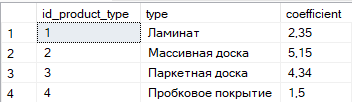 id_product_type type coefficient
1 1 Ламинат 2,35
2 2 Массивная доска 5,15
3 3 Паркетная доска 4,34
4 4 Пробковое покрытие 1,5